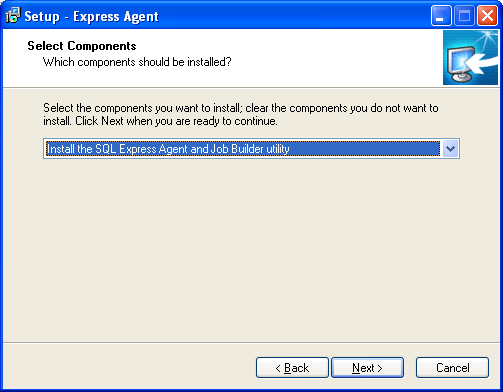 Setup - Express Agent
Select Components
Which components should be installed?
Select the components you want to install; clear the components you do not want to
install. Click Next when you are ready to continue.
Install the SQL Express Agent and Job Builder utility
< Back
Next >
Cancel